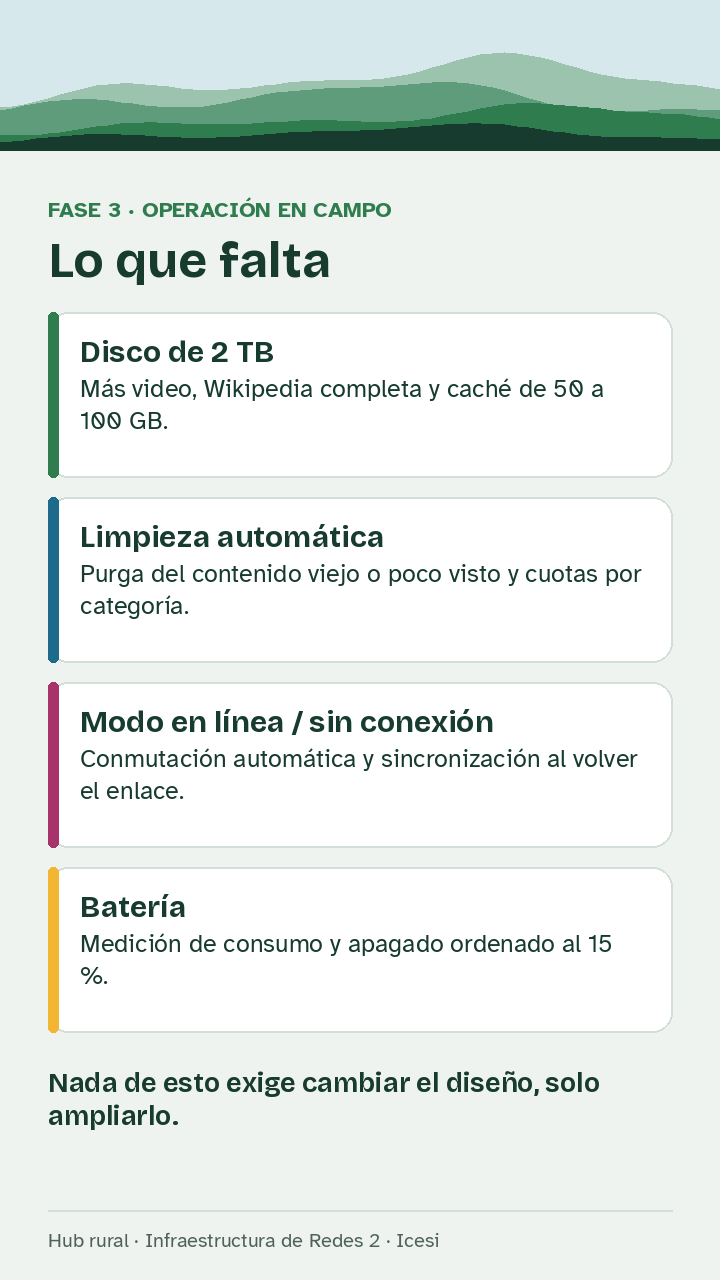 FASE 3 · OPERACIÓN EN CAMPO
Lo que falta
Disco de 2 TB
Más video, Wikipedia completa y caché de 50 a
100 GB.
Limpieza automática
Purga del contenido viejo o poco visto y cuotas por
categoría.
Modo en línea / sin conexión
Conmutación automática y sincronización al volver
el enlace.
Batería
Medición de consumo y apagado ordenado al 15
%.
Nada de esto exige cambiar el diseño, solo
ampliarlo.
Hub rural · Infraestructura de Redes 2 · Icesi